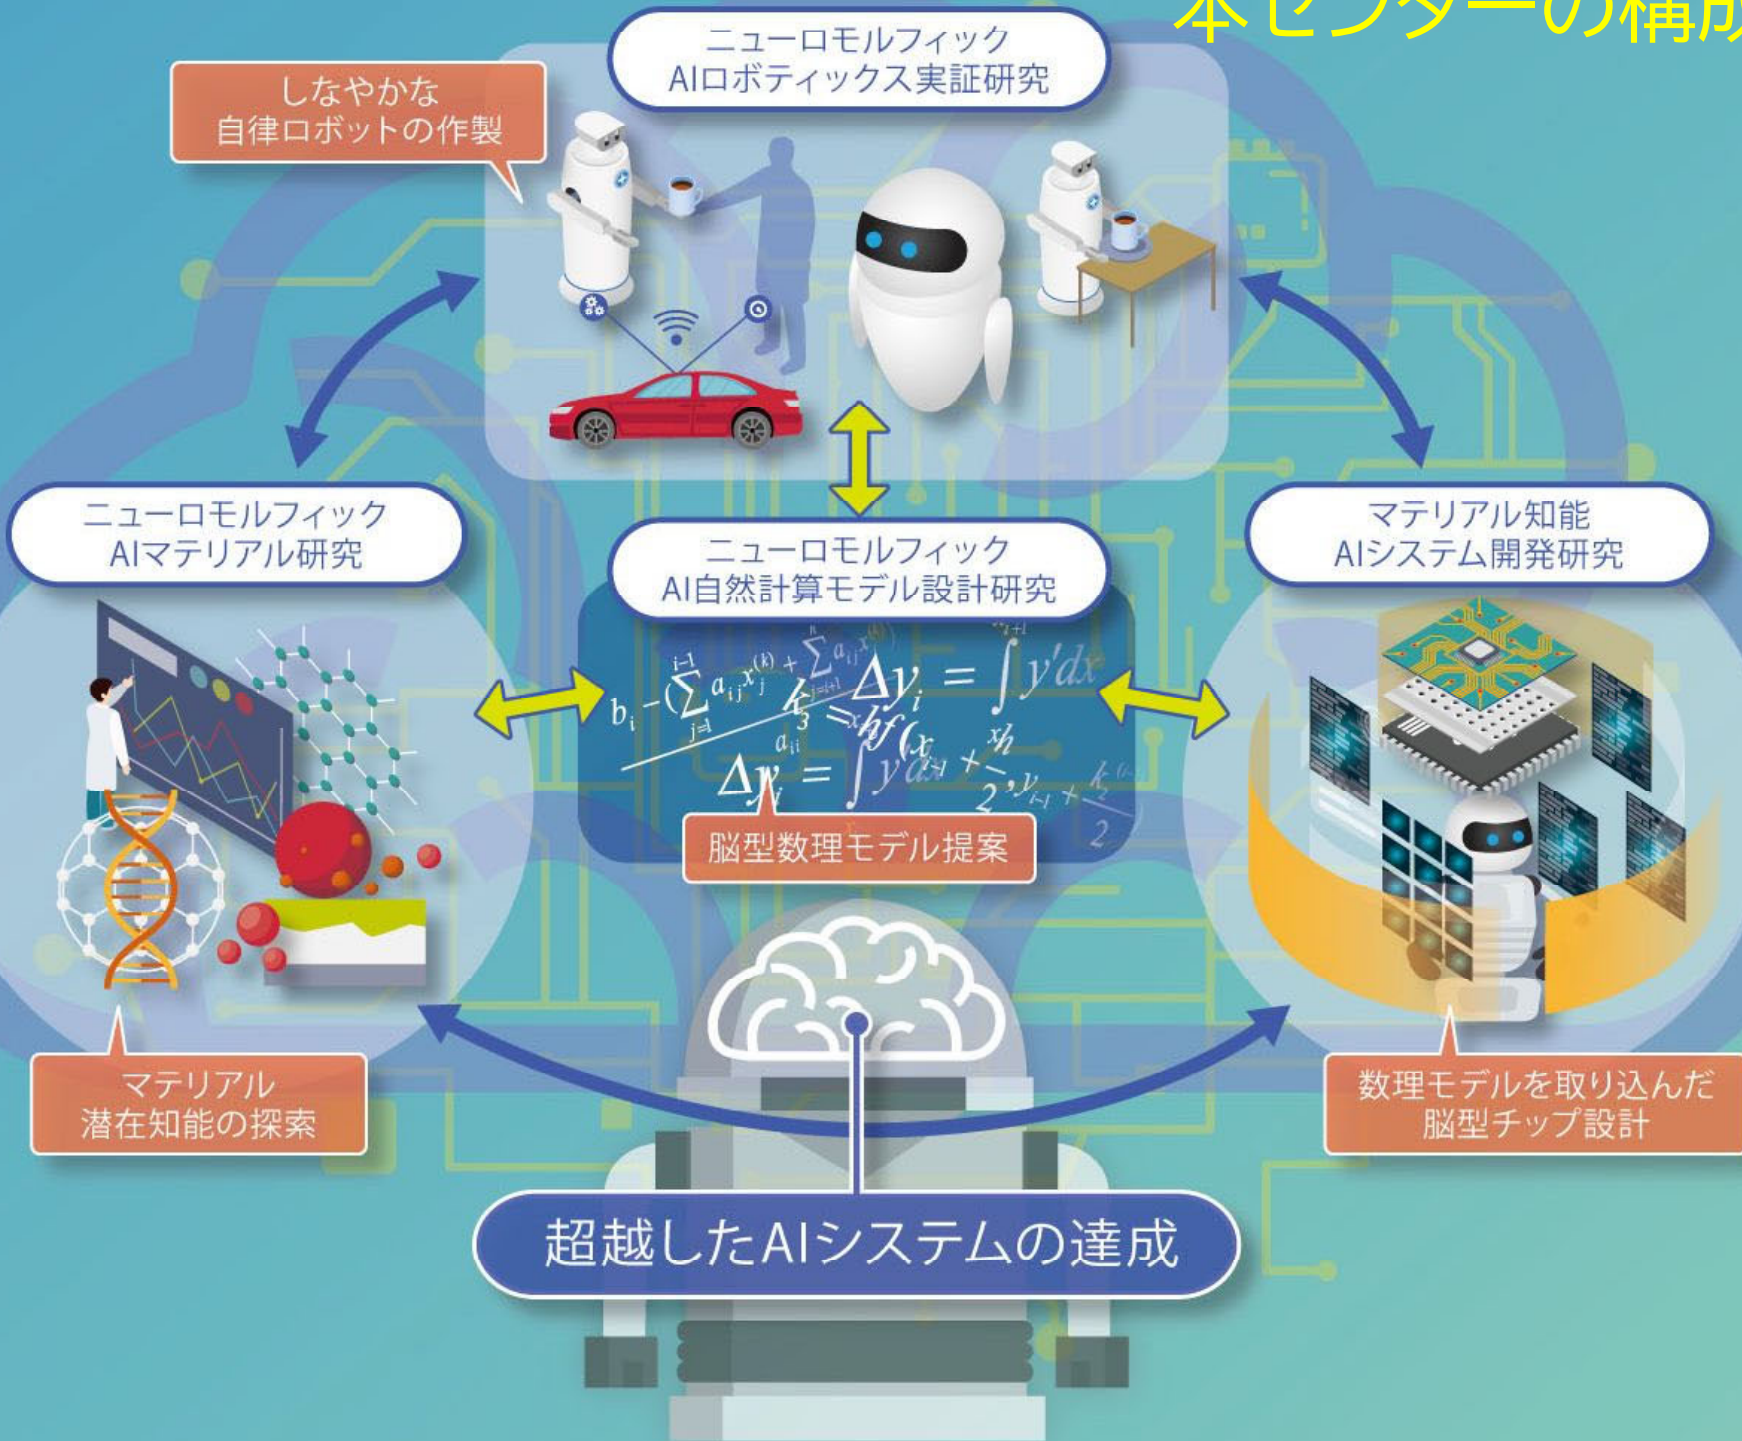 本センターの構成
ニューロモルフィック
AIロボティックス実証研究
しなやかな
自律ロボットの作製
ニューロモルフィック
AIマテリアル研究
ニューロモルフィック
AI自然計算モデル設計研究
マテリアル知能
AIシステム開発研究
脳型数理モデル提案
マテリアル
潜在知能の探索
数理モデルを取り込んだ
脳型チップ設計
超越したAIシステムの達成